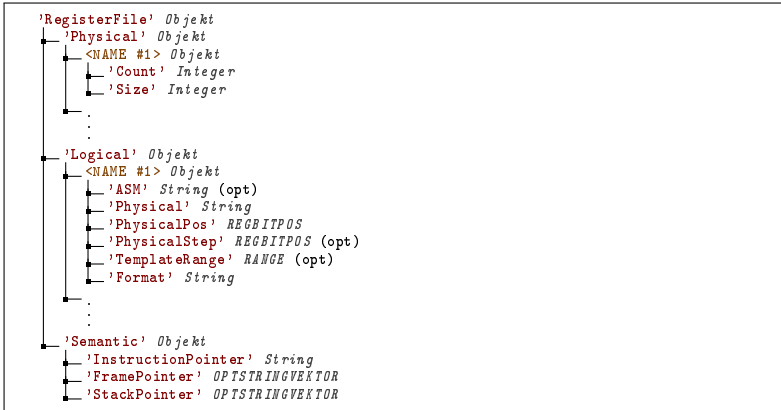 'RegisterFile' Objekt
'Physical' Objekt
<NAME #1> Objekt
'Count' Integer
'Size' Integer
.
.
.
'Logical' Objekt
<NAME #1> Objekt
'ASM' String (opt)
'Physical' String
'PhysicalPos' REGBITPOS
'PhysicalStep' REGBITPOS (opt)
'TemplateRange' RANGE (opt)
'Format' String
.
.
.
'Semantic' Objekt
'InstructionPointer' String
'FramePointer' OPTSTRINGVEKTOR
'StackPointer' OPTSTRINGVEKTOR